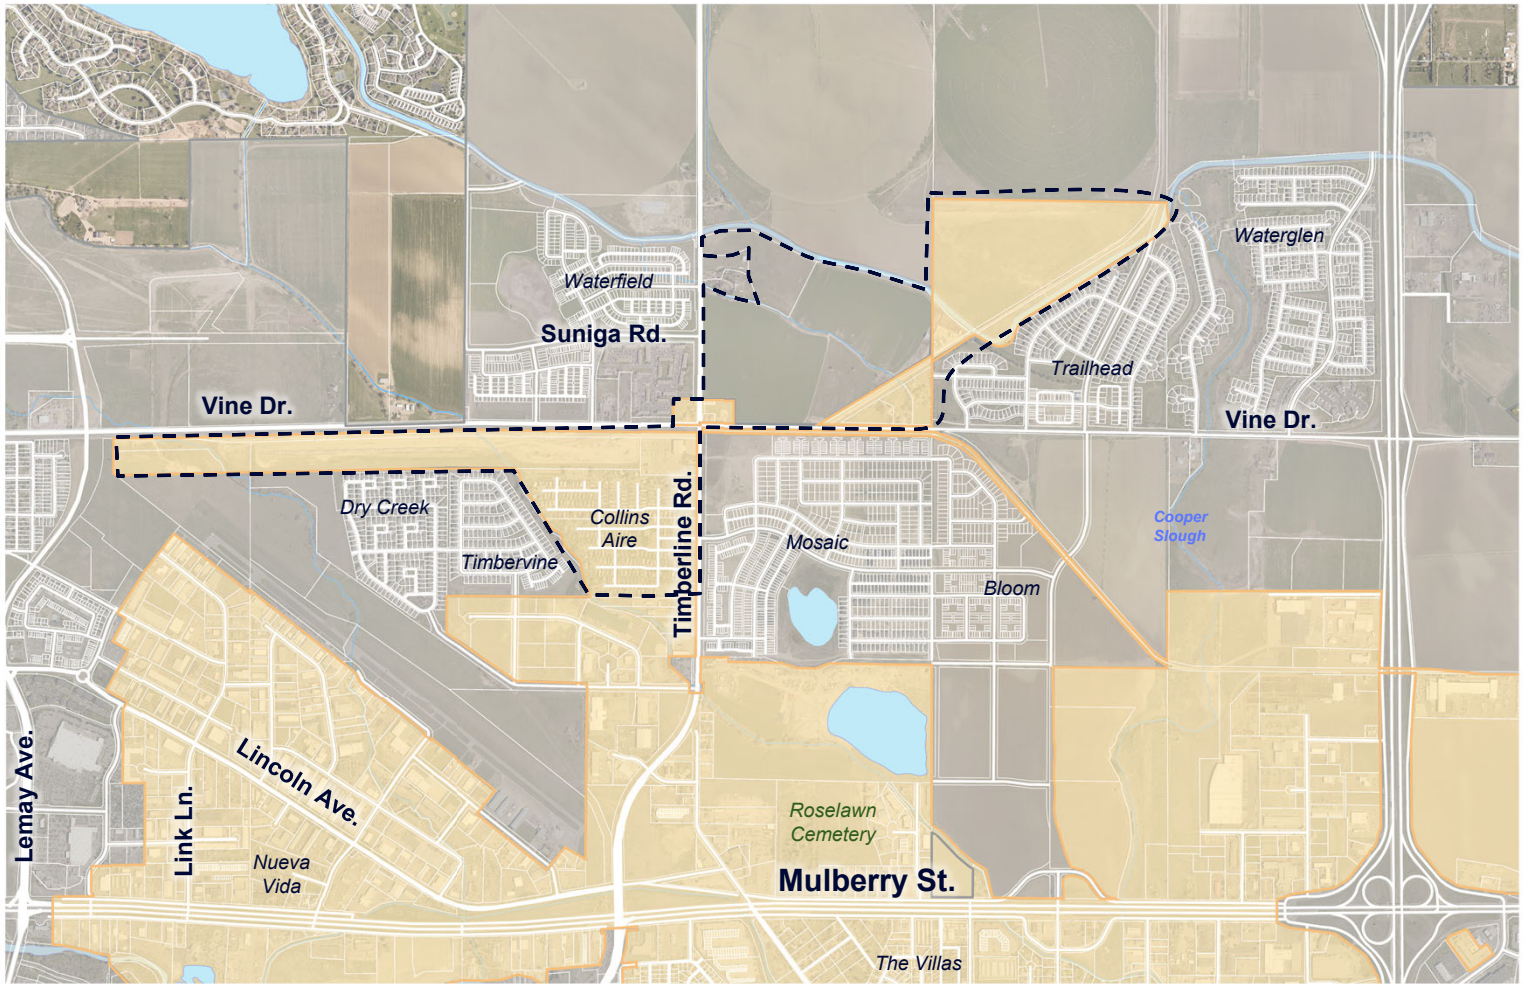 Waterglen
Waterfield
Suniga Rd.
Trailhead
Vine Dr.
Vine Dr.
Dry Creek
Collins
Aire
Timberline Rd.
Cooper
Slough
Mosaic
Timbervine
Bloom
Lemay Ave.
Link Ln.
Lincoln Ave.
Roselawn
Cemetery
Nueva
Vida
Mulberry St.
The Villas